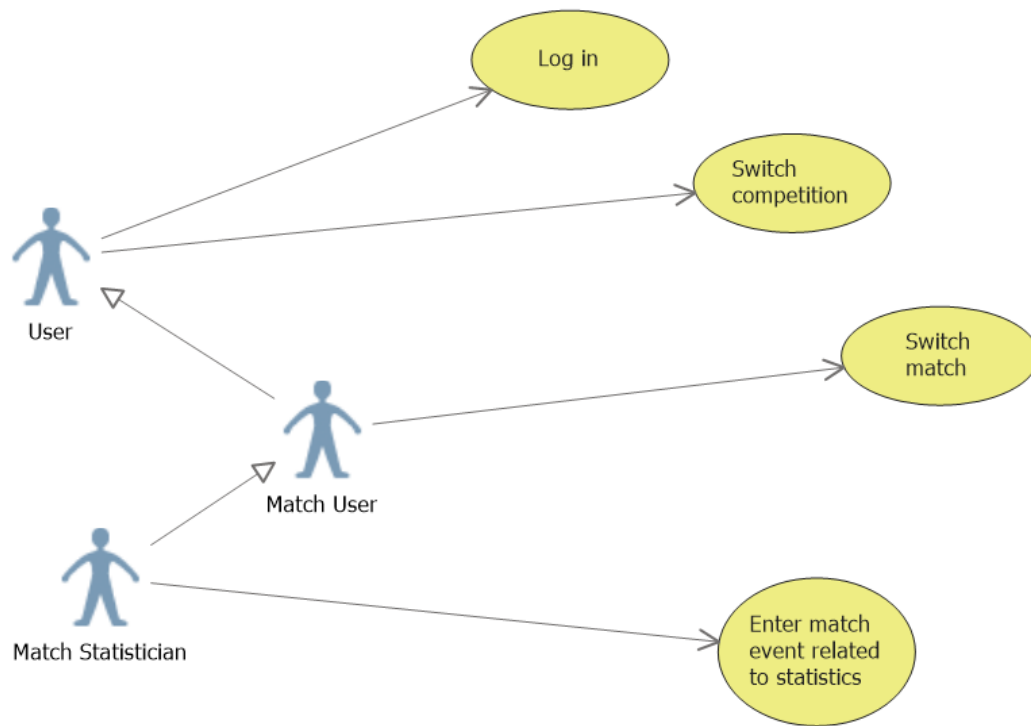 Log in
Switch
competition
User
Switch
match
Match User
Match Statistician
Enter match
event related
to statistics